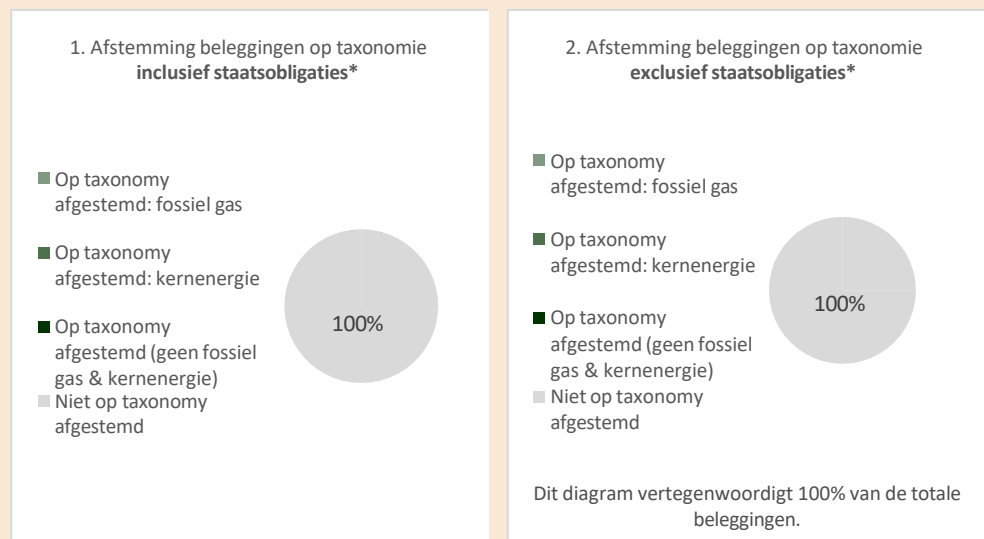 1. Afstemming beleggingen op taxonomie
inclusief staatsobligaties*
Op taxonomy
afgestemd: fossiel gas
Op taxonomy
afgestemd: kernenergie
Op taxonomy
afgestemd (geen fossiel
gas & kernenergie)
Niet op taxonomy
afgestemd
100%
2. Afstemming beleggingen op taxonomie
exclusief staatsobligaties*
Op taxonomy
afgestemd: fossiel gas
Op taxonomy
afgestemd: kernenergie
Op taxonomy
afgestemd (geen fossiel
gas & kernenergie)
Niet op taxonomy
afgestemd
100%
Dit diagram vertegenwoordigt 100% van de totale
beleggingen.